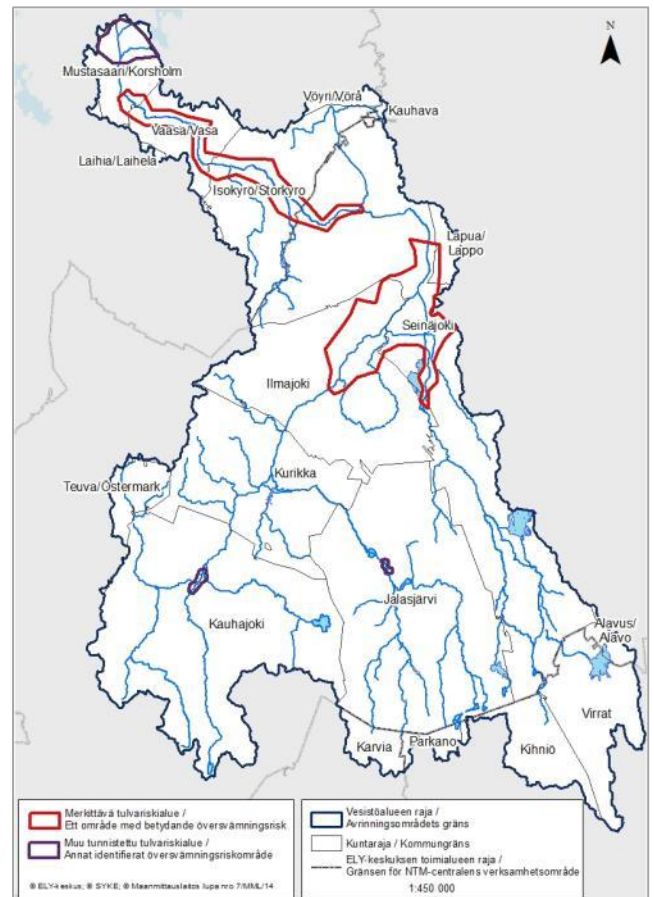 N
Mustasaari/Korsholm
Vöyri/Vörå
Kauhava
Vaasa/Vasa
Laihia/Laihela
Isokyrö/Storkyro
Lapua/
Lappo
Seinäjoki
Ilmajoki
Kurikka
Teuva/Östermark
Jalasjärvi
Kauhajoki
Alavus/
Alavo
Virrat
Karvia
Parkano
Kihniö
Merkittävä tulvariskialue /
Ett område med betydande översvämningsrisk
Muu tunnistettu tulvariskialue /
Annat identifierat översvämningsriskområde
© ELY-keskus; © SYKE; © Maanmittauslaitos lupa nro 7/MML/14
Vesistöalueen raja /
Avrinningsområdets gräns
Kuntaraja / Kommungräns
ELY-keskuksen toimialueen raja /
Gränsen för NTM-centralens verksamhetsområde
1:450 000